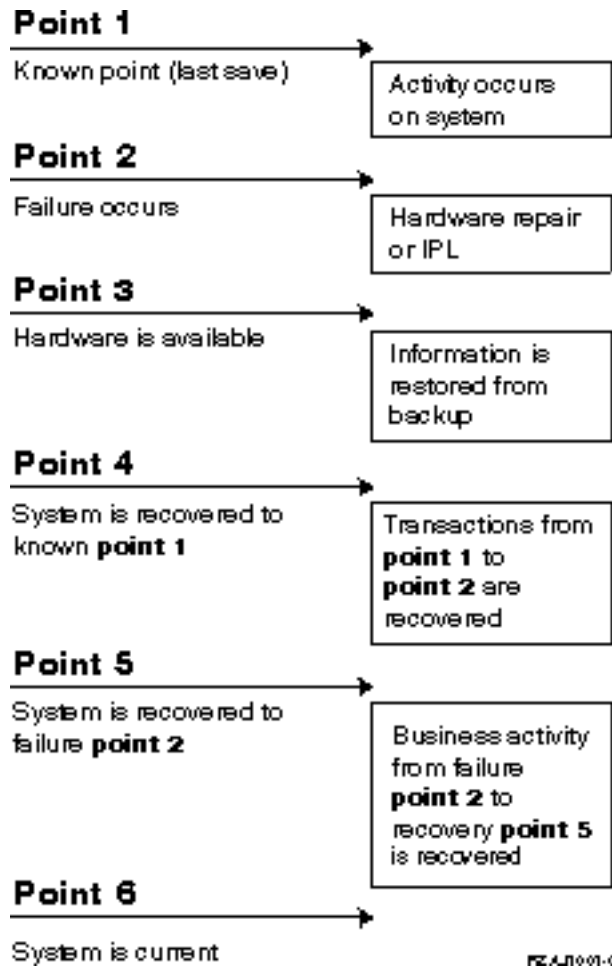 Point 1
Known point (last save)
Activity occurs
on system
Point 2
Failure occurs
Hardware repair
or IPL
Point 3
Hardware is available
Information is
restored from
backup
Point 4
System is recovered to
known point 1
Transactions from
point 1 to
point 2 are
recovered
Point 5
System is recovered to
failure point 2
Business activity
from failure
point 2 to
recovery point 5
is recovered
Point 6
System is current